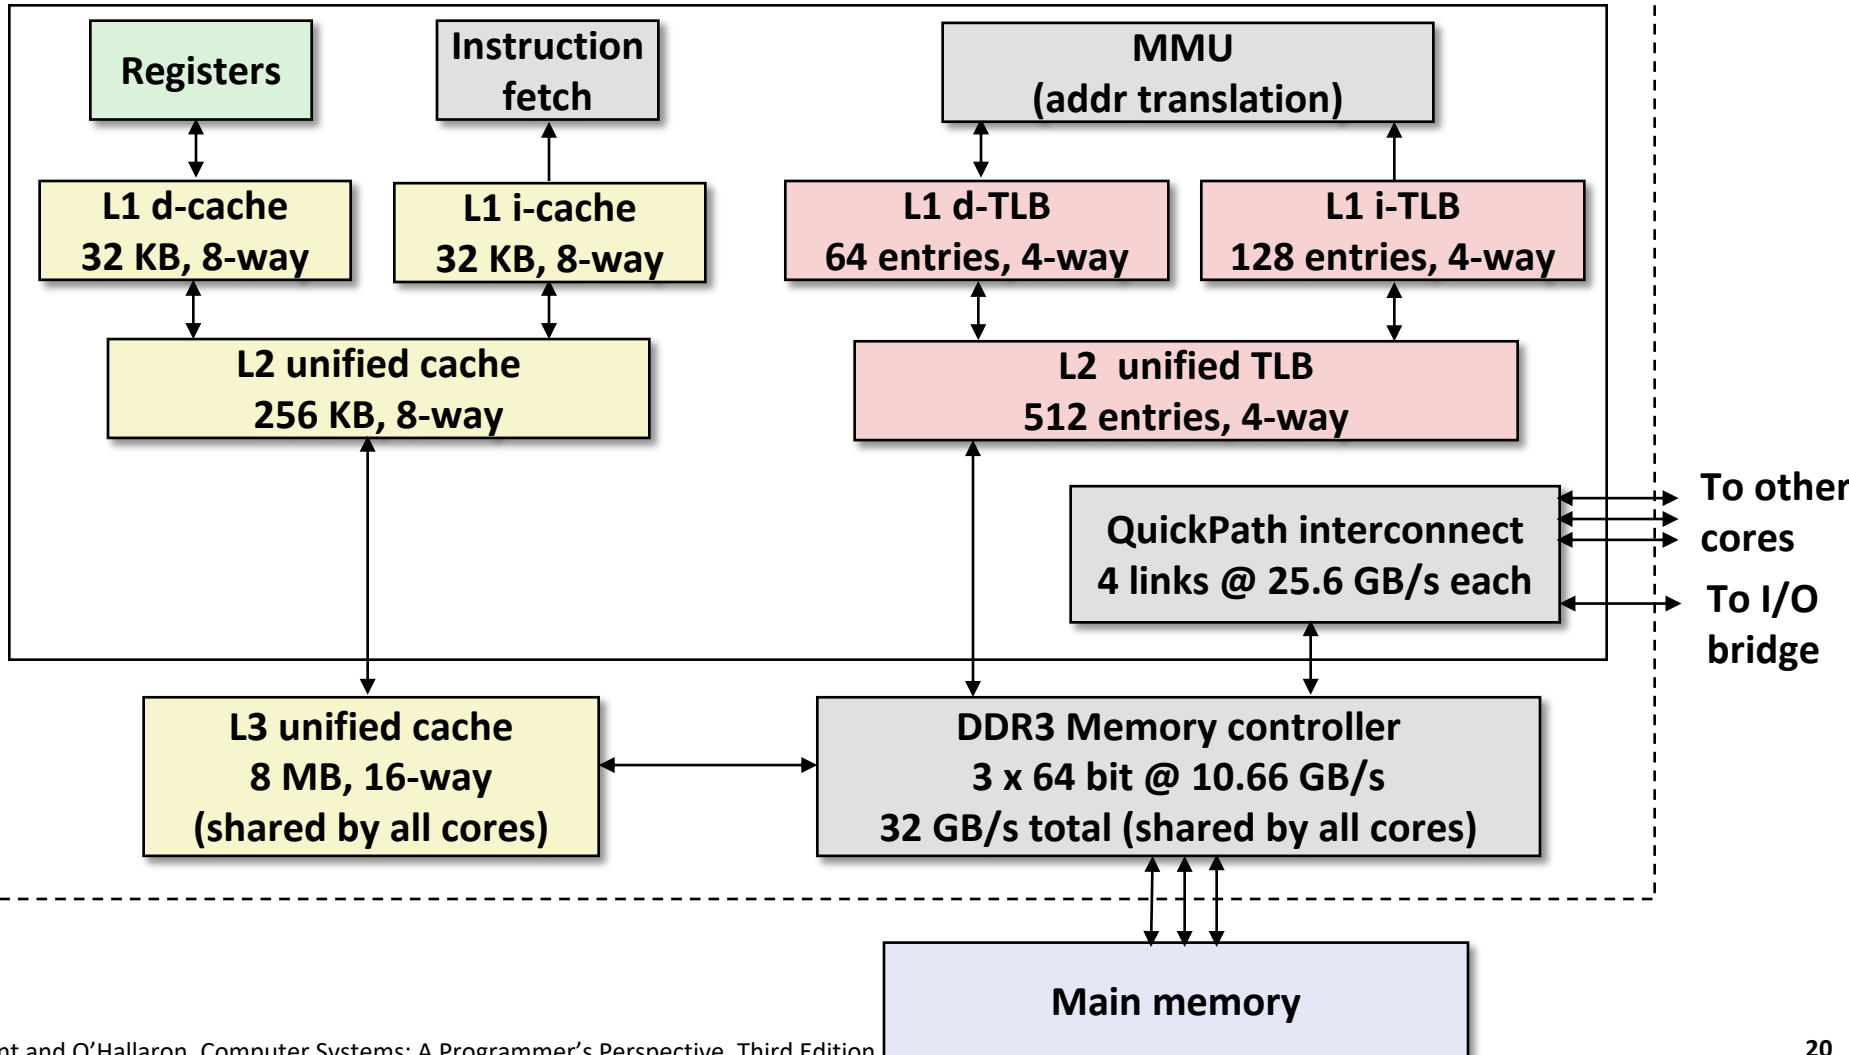 Registers
Instruction
fetch
MMU
(addr translation)
L1 d-cache
32 KB, 8-way
L1 i-cache
32 KB, 8-way
L1 d-TLB
64 entries, 4-way
L1 i-TLB
128 entries, 4-way
L2 unified cache
256 KB, 8-way
L2 unified TLB
512 entries, 4-way
QuickPath interconnect
4 links @ 25.6 GB/s each
To other
cores
To I/O
bridge
L3 unified cache
8 MB, 16-way
(shared by all cores)
DDR3 Memory controller
3 x 64 bit @ 10.66 GB/s
32 GB/s total (shared by all cores)
Main memory
and O'Hallaron, Computer Systems: A Programmer's Perspective, Third Edition
20